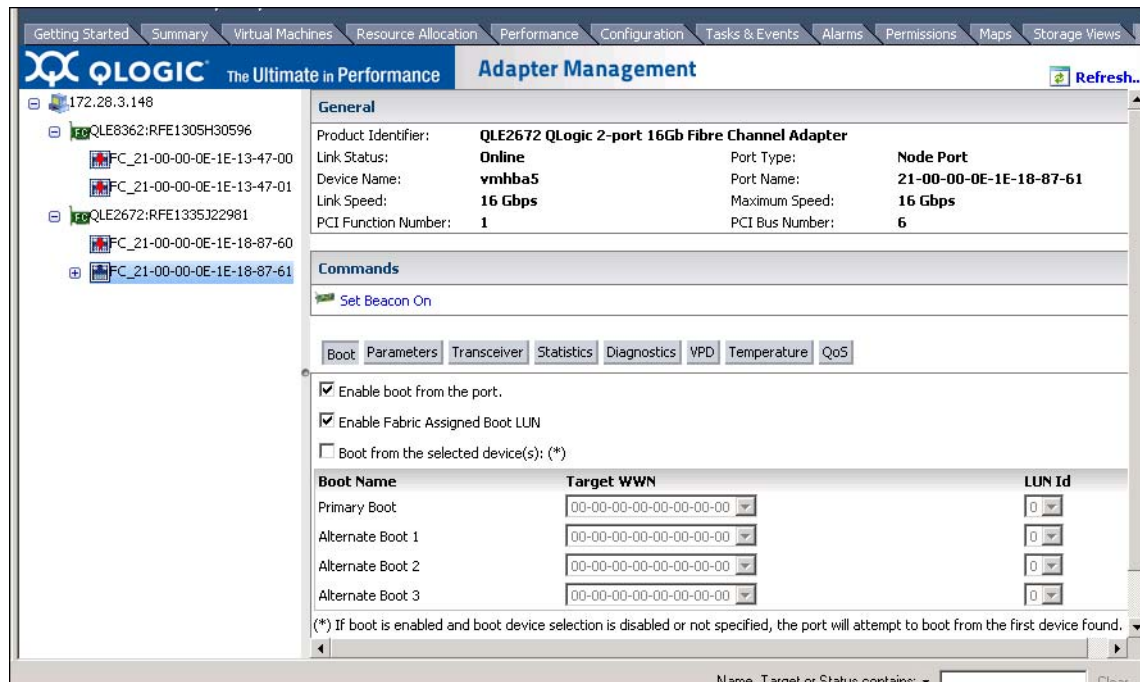 Getting Started Summary Virtual Machines Resource Allocation Performance Configuration Tasks & Events Alarms Permissions Maps Storage Views
QLOGIC The Ultimate in Performance Adapter Management
Refresh..
172.28.3.148
QLE8362:RFE1305H30596
FC_21-00-00-0E-1E-13-47-00
FC_21-00-00-0E-1E-13-47-01
QLE2672:RFE1335J22981
FC_21-00-00-0E-1E-18-87-60
FC_21-00-00-0E-1E-18-87-61
General
Product Identifier: QLE2672 QLogic 2-port 16Gb Fibre Channel Adapter
Link Status: Online Port Type: Node Port
Device Name: vmhba5 Port Name: 21-00-00-0E-1E-18-87-61
Link Speed: 16 Gbps Maximum Speed: 16 Gbps
PCI Function Number: 1 PCI Bus Number: 6
Commands
Set Beacon On
Boot Parameters Transceiver Statistics Diagnostics VPD Temperature QoS
Enable boot from the port.
Enable Fabric Assigned Boot LUN
Boot from the selected device(s): (*)
Boot Name Target WWN LUN Id
Primary Boot 00-00-00-00-00-00-00-00 0
Alternate Boot 1 00-00-00-00-00-00-00-00 0
Alternate Boot 2 00-00-00-00-00-00-00-00 0
Alternate Boot 3 00-00-00-00-00-00-00-00 0
(*) If boot is enabled and boot device selection is disabled or not specified, the port will attempt to boot from the first device found.
Name, Target or Status contains: Clear